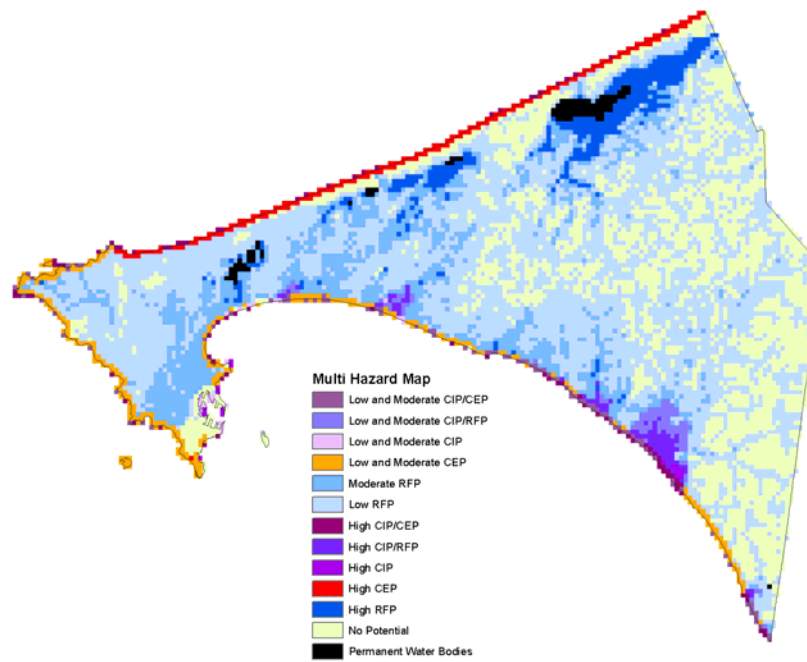 Multi Hazard Map
Low and Moderate CIP/CEP
Low and Moderate CIP/RFP
Low and Moderate CIP
Low and Moderate CEP
Moderate RFP
Low RFP
High CIP/CEP
High CIP/RFP
High CIP
High CEP
High RFP
No Potential
Permanent Water Bodies